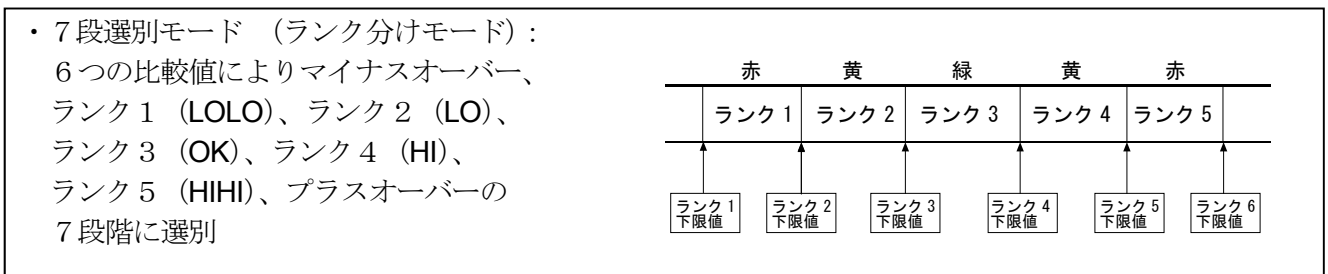 ・７段選別モード　（ランク分けモード）:
６つの比較値によりマイナスオーバー、
ランク１（LOLO）、ランク２（LO）、
ランク３（OK）、ランク４（HI）、
ランク５（HIHI）、プラスオーバーの
７段階に選別
赤　黄　緑　黄　赤
ランク1　ランク2　ランク3　ランク4　ランク5
ランク1　ランク2　ランク3　ランク4　ランク5　ランク6
下限値　下限値　下限値　下限値　下限値　下限値